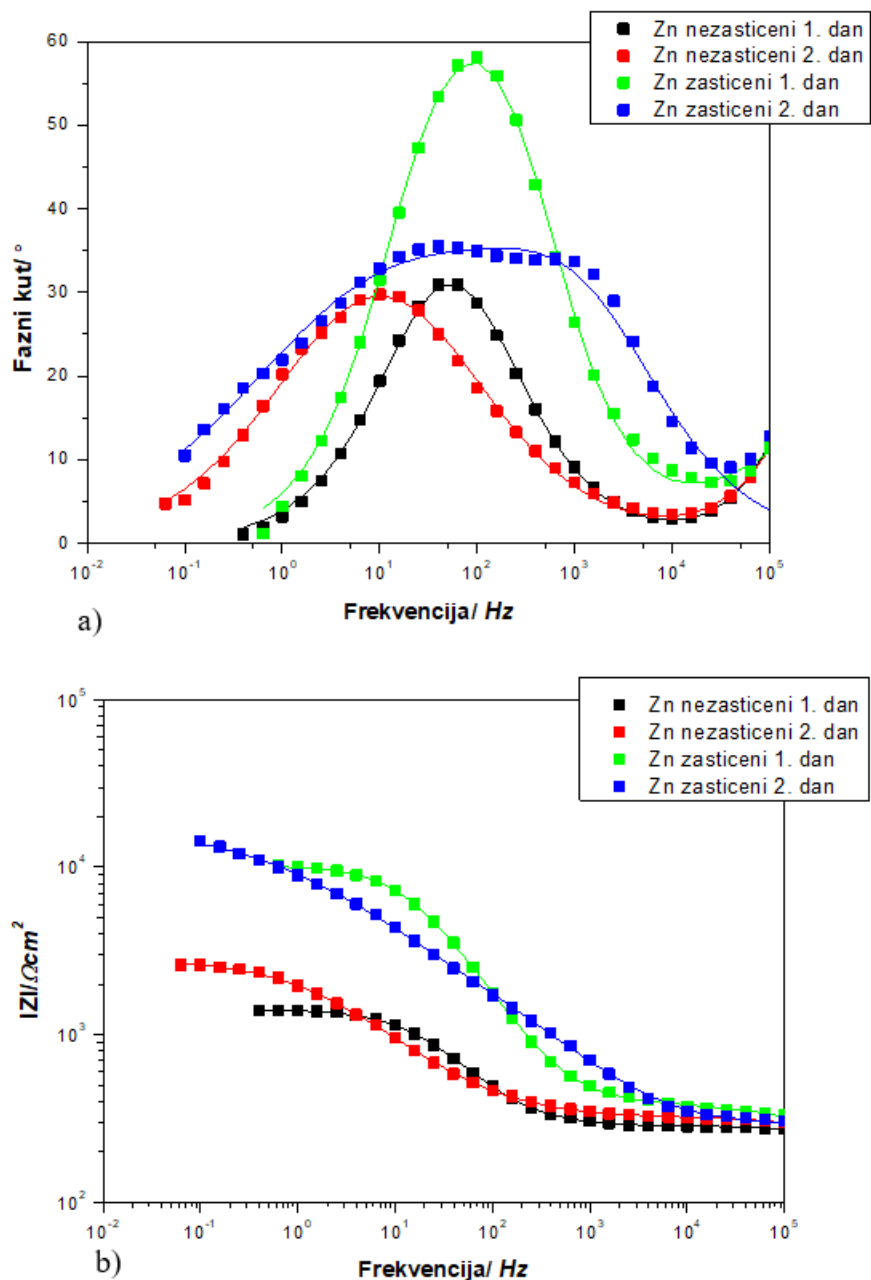 Zn nezasticeni 1. dan
Zn nezasticeni 2. dan
Zn zasticeni 1. dan
Zn zasticeni 2. dan
60
50
40
30
20
10
0
Fazni kut/ °
10⁻² 10⁻¹ 10⁰ 10¹ 10² 10³ 10⁴ 10⁵
Frekvencija/ Hz
a)
Zn nezasticeni 1. dan
Zn nezasticeni 2. dan
Zn zasticeni 1. dan
Zn zasticeni 2. dan
10⁵
10⁴
10³
10²
IZI/Ωcm²
10⁻² 10⁻¹ 10⁰ 10¹ 10² 10³ 10⁴ 10⁵
Frekvencija/ Hz
b)